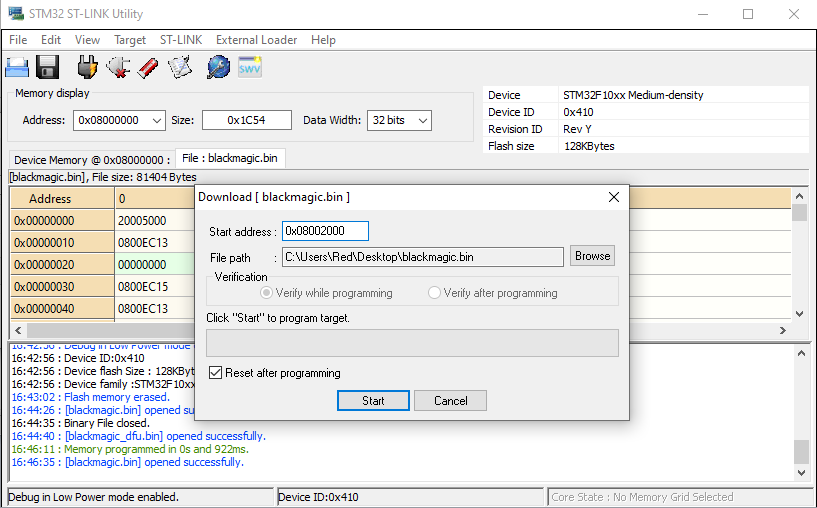 STM32 ST-LINK Utility
File Edit View Target ST-LINK External Loader Help
SWV
Memory display
Address: 0x08000000 Size: 0x1C54 Data Width: 32 bits
Device STM32F10xx Medium-density
Device ID 0x410
Revision ID Rev Y
Flash size 128KBytes
Device Memory @ 0x08000000 : File : blackmagic.bin
[blackmagic.bin], File size: 81404 Bytes
Address 0
0x00000000 20005000
0x00000010 0800EC13
0x00000020 00000000
0x00000030 0800EC15
0x00000040 0800EC13
Download [ blackmagic.bin ]
Start address : 0x08002000
File path : C:\Users\Red\Desktop\blackmagic.bin Browse
Verification
Verify while programming Verify after programming
Click "Start" to program target.
Reset after programming
Start Cancel
16:42:56 : Debug in Low Power mode
16:42:56 : Device ID:0x410
16:42:56 : Device flash Size : 128KByt
16:42:56 : Device family :STM32F10xx
16:43:02 : Flash memory erased.
16:44:26 : [blackmagic.bin] opened su
16:44:35 : Binary File closed.
16:44:40 : [blackmagic_dfu.bin] opened successfully.
16:46:11 : Memory programmed in 0s and 922ms.
16:46:35 : [blackmagic.bin] opened successfully.
Debug in Low Power mode enabled. Device ID:0x410 Core State : No Memory Grid Selected